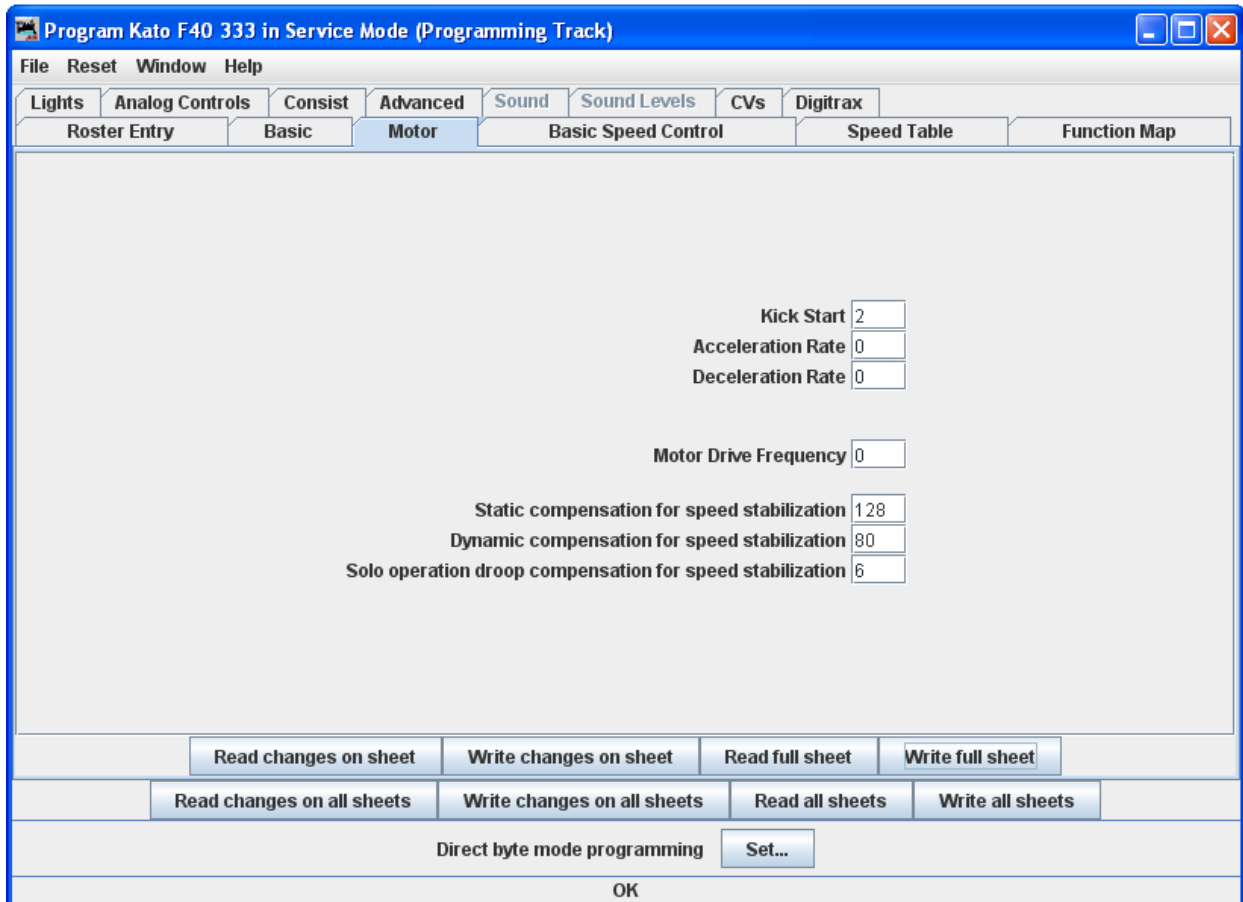 Program Kato F40 333 in Service Mode (Programming Track)
File Reset Window Help
Lights Analog Controls Consist Advanced Sound Sound Levels CVs Digitrax
Roster Entry Basic Motor Basic Speed Control Speed Table Function Map
Kick Start 2
Acceleration Rate 0
Deceleration Rate 0
Motor Drive Frequency 0
Static compensation for speed stabilization 128
Dynamic compensation for speed stabilization 80
Solo operation droop compensation for speed stabilization 6
Read changes on sheet Write changes on sheet Read full sheet Write full sheet
Read changes on all sheets Write changes on all sheets Read all sheets Write all sheets
Direct byte mode programming Set...
OK